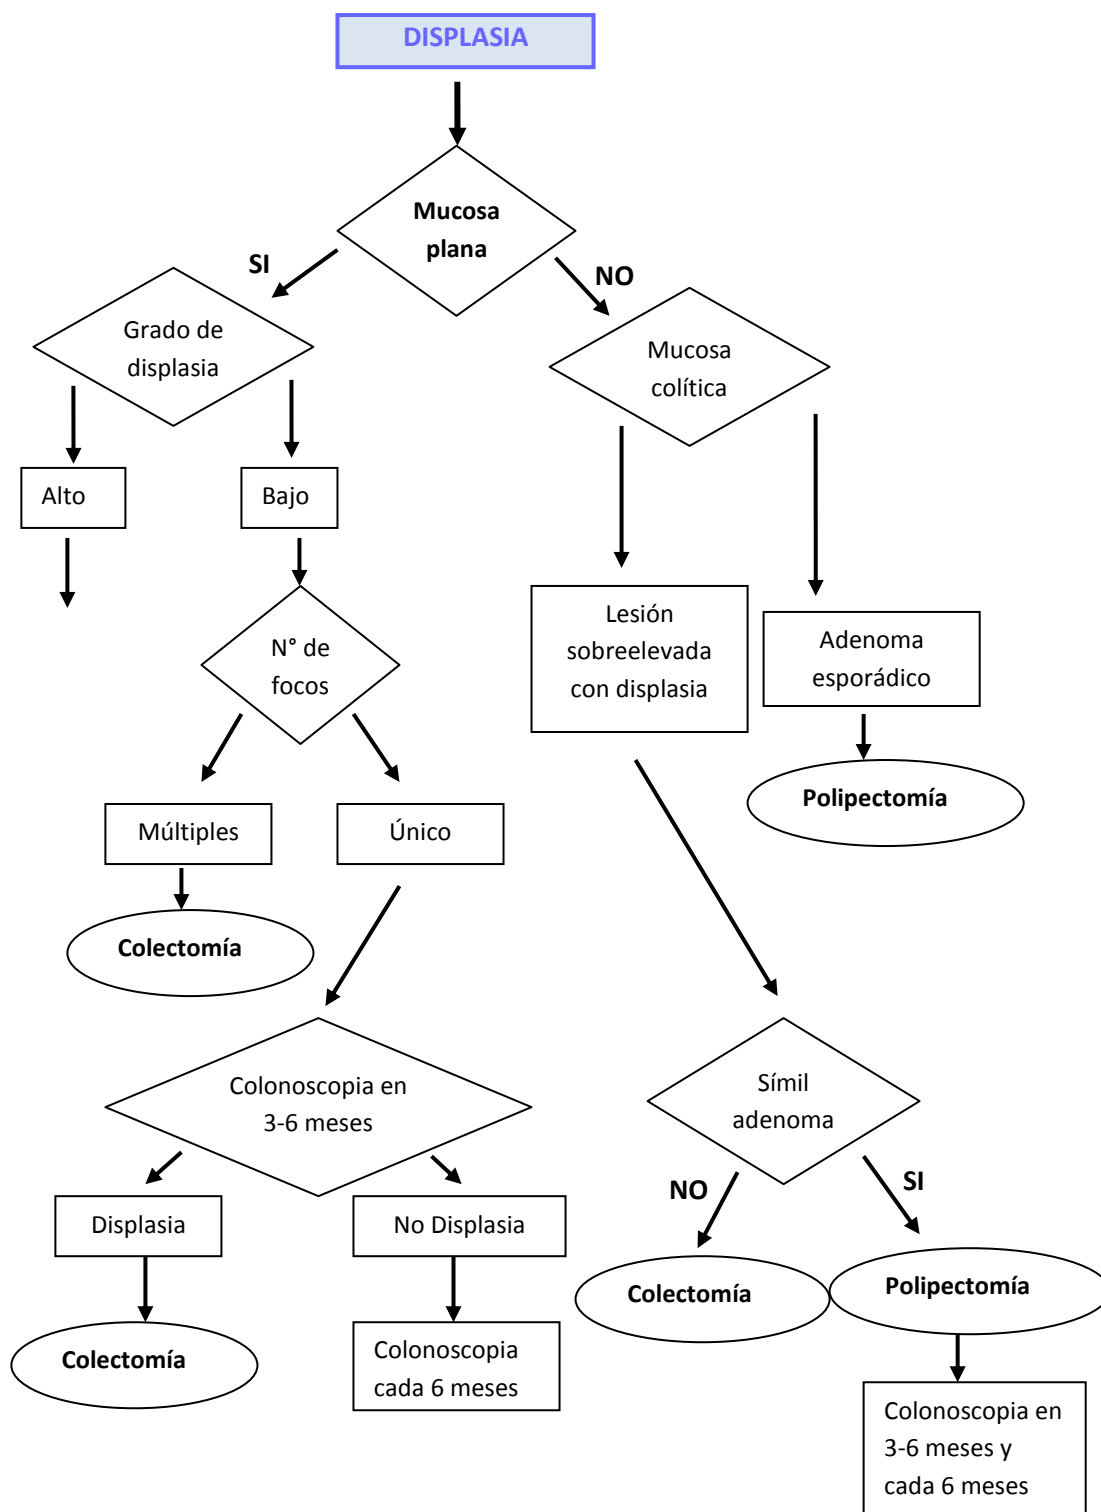 DISPLASIA
Mucosa
plana
SI
NO
Grado de
displasia
Mucosa
colítica
Alto
Bajo
Lesión
sobreelevada
con displasia
Adenoma
esporádico
N° de
focos
Polipectomía
Múltiples
Único
Colectomía
Colonoscopia en
3-6 meses
Símil
adenoma
NO
SI
Displasia
No Displasia
Colectomía
Polipectomía
Colectomía
Colonoscopia
cada 6 meses
Colonoscopia en
3-6 meses y
cada 6 meses